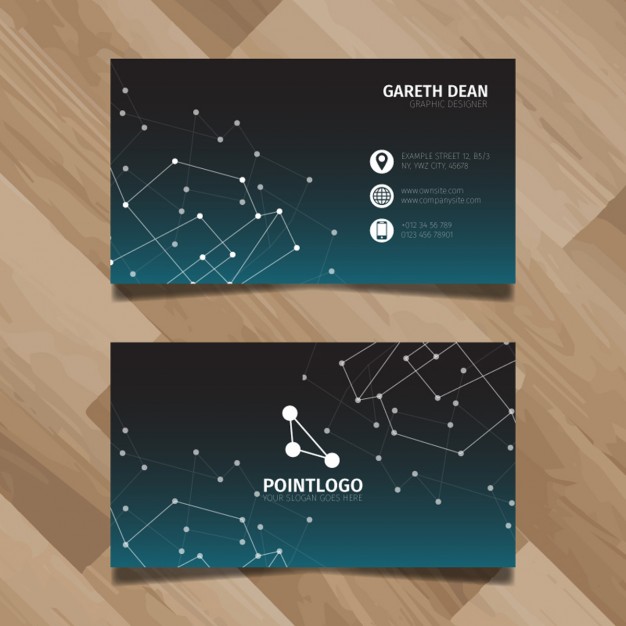 GARETH DEAN
GRAPHIC DESIGNER
EXAMPLE STREET 12, B5/3
NY, YWZ CITY, 45678
www.ownsite.com
www.companysite.com
+012 34 56 789
0123 456 78901
POINTLOGO
YOUR SLOGAN GOES HERE